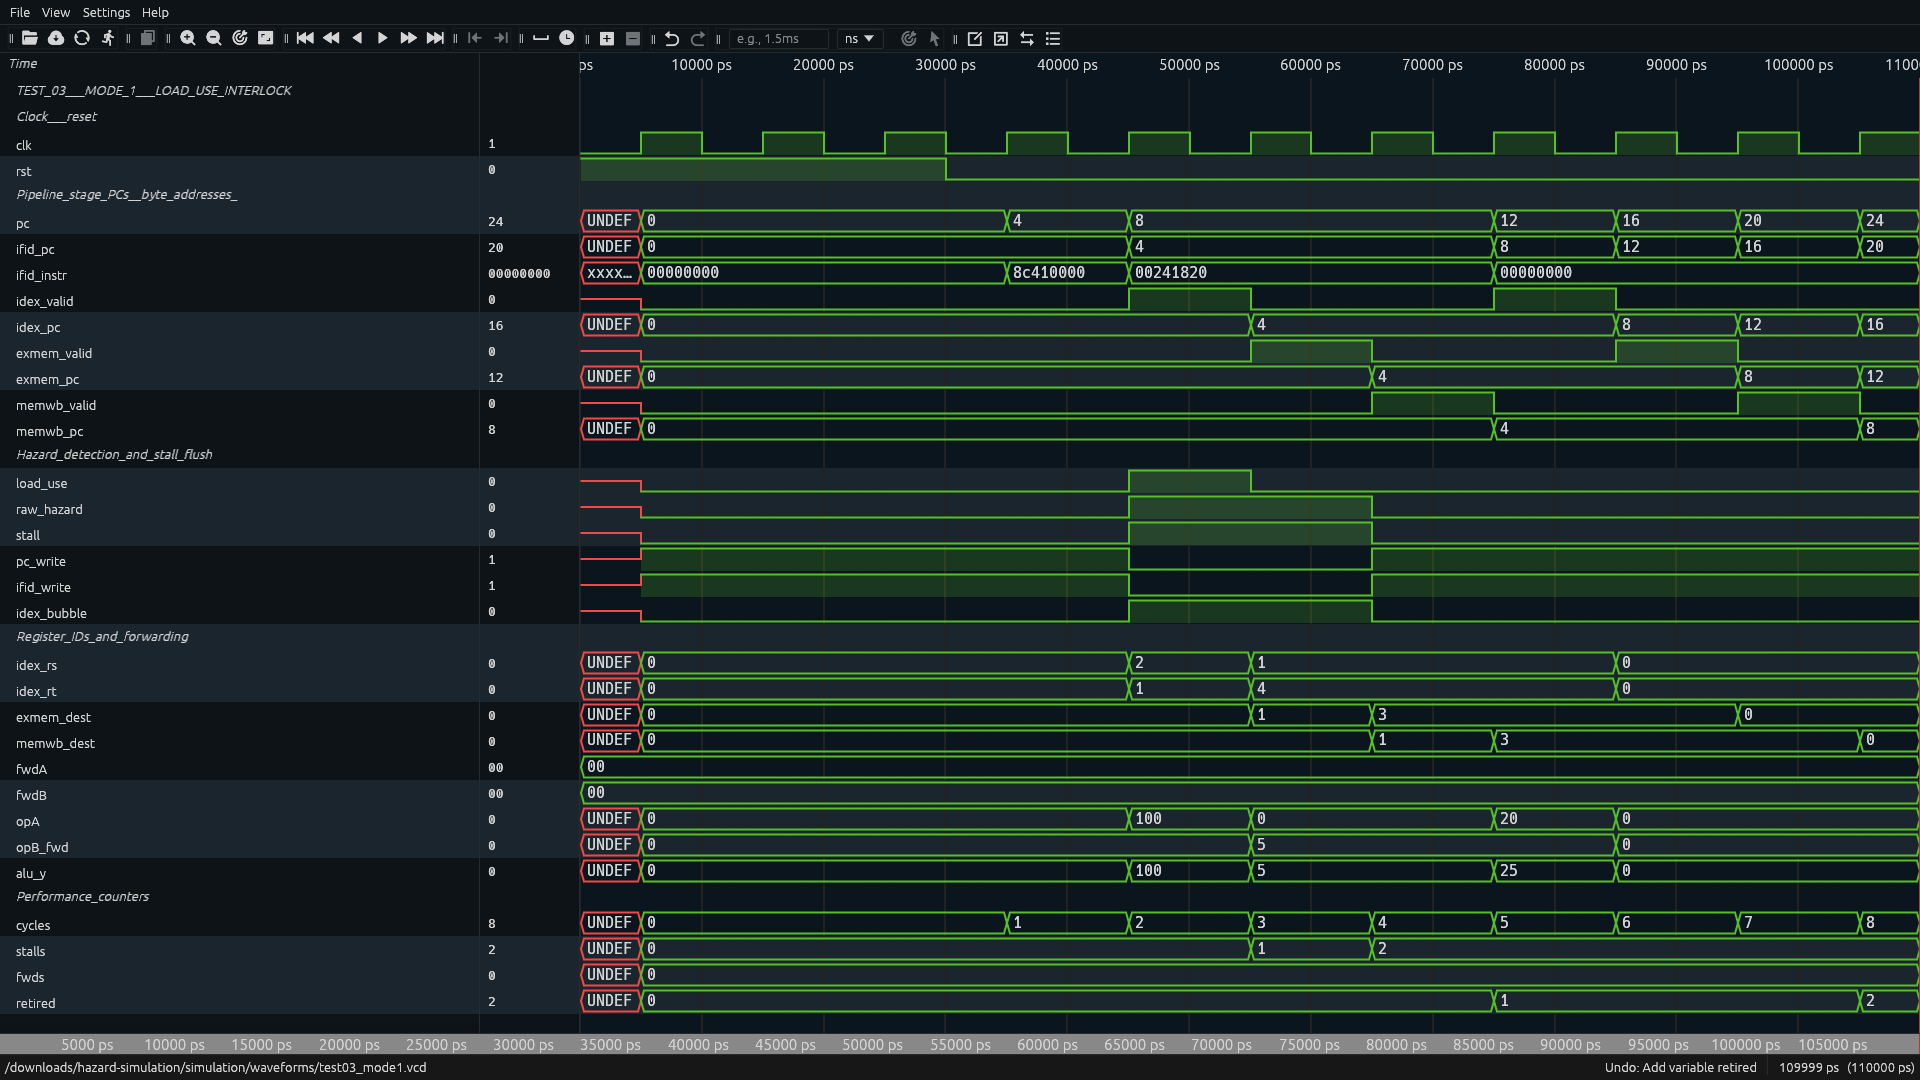 File View Settings Help
e.g., 1.5ms ns
Time ps 10000 ps 20000 ps 30000 ps 40000 ps 50000 ps 60000 ps 70000 ps 80000 ps 90000 ps 100000 ps 1100
TEST_03___MODE_1___LOAD_USE_INTERLOCK
Clock___reset
clk 1
rst 0
Pipeline_stage_PCs__byte_addresses_
pc 24 UNDEF 0 4 8 12 16 20 24
ifid_pc 20 UNDEF 0 4 8 12 16 20
ifid_instr 00000000 xxxx... 00000000 8c410000 00241820 00000000
idex_valid 0
idex_pc 16 UNDEF 0 4 8 12 16
exmem_valid 0
exmem_pc 12 UNDEF 0 4 8 12
memwb_valid 0
memwb_pc 8 UNDEF 0 4 8
Hazard_detection_and_stall_flush
load_use 0
raw_hazard 0
stall 0
pc_write 1
ifid_write 1
idex_bubble 0
Register_IDs_and_forwarding
idex_rs 0 UNDEF 0 2 1 0
idex_rt 0 UNDEF 0 1 4 0
exmem_dest 0 UNDEF 0 1 3 0
memwb_dest 0 UNDEF 0 1 3 0
fwdA 00 00
fwdB 00 00
opA 0 UNDEF 0 100 0 20 0
opB_fwd 0 UNDEF 0 5 0
alu_y 0 UNDEF 0 100 5 25 0
Performance_counters
cycles 8 UNDEF 0 1 2 3 4 5 6 7 8
stalls 2 UNDEF 0 1 2
fwds 0 UNDEF 0
retired 2 UNDEF 0 1 2
5000 ps 10000 ps 15000 ps 20000 ps 25000 ps 30000 ps 35000 ps 40000 ps 45000 ps 50000 ps 55000 ps 60000 ps 65000 ps 70000 ps 75000 ps 80000 ps 85000 ps 90000 ps 95000 ps 100000 ps 105000 ps
/downloads/hazard-simulation/simulation/waveforms/test03_mode1.vcd Undo: Add variable retired 109999 ps (110000 ps)